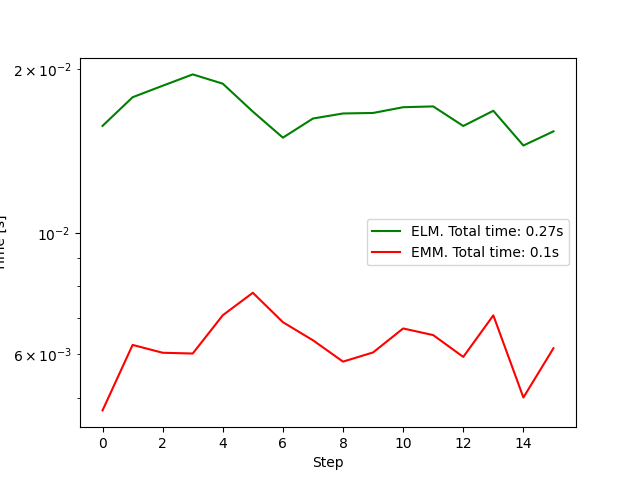 2 × 10⁻²
10⁻²
6 × 10⁻³
ELM. Total time: 0.27s
EMM. Total time: 0.1s
0 2 4 6 8 10 12 14
Step